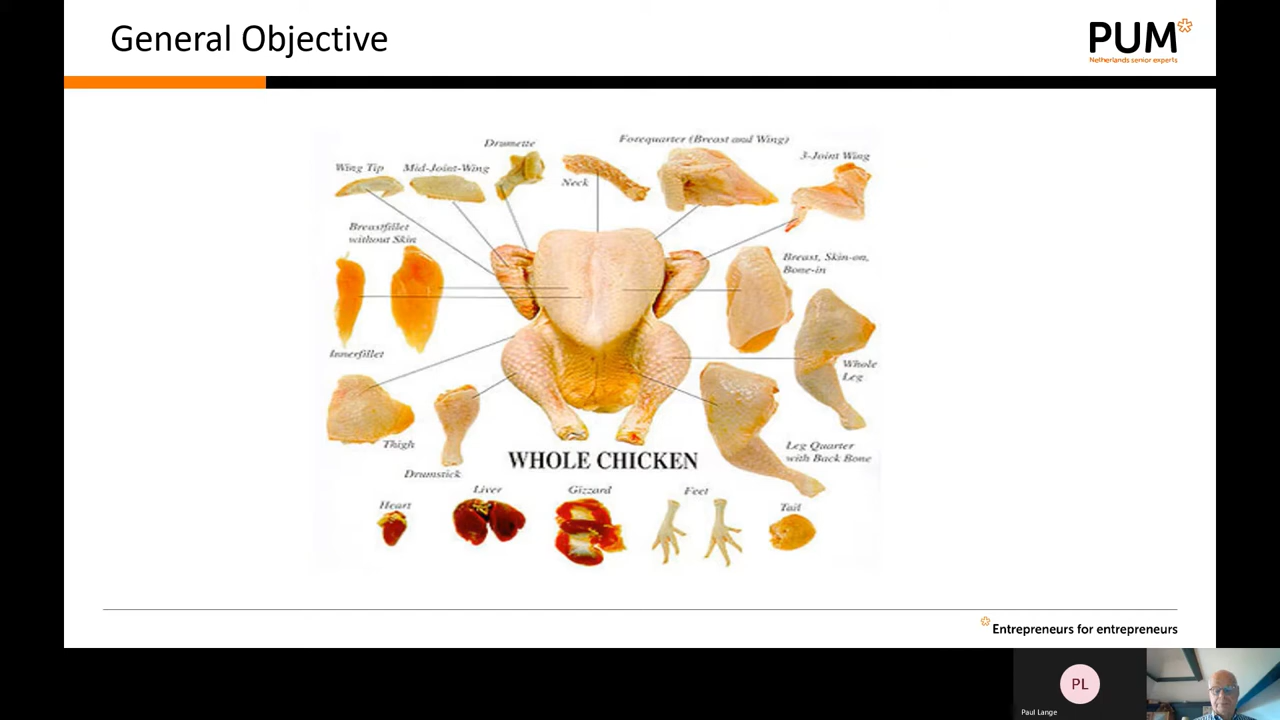 General Objective
PUM
Netherlands senior experts
Drumette
Forequarter (Breast and Wing)
3-Joint Wing
Wing Tip
Mid-Joint-Wing
Neck
Breastfillet
without Skin
Breast, Skin-on,
Bone-in
Innerfillet
Whole
Leg
Thigh
Leg Quarter
with Back Bone
WHOLE CHICKEN
Drumstick
Heart
Liver
Gizzard
Feet
Tail
Entrepreneurs for entrepreneurs
PL
Paul Lange